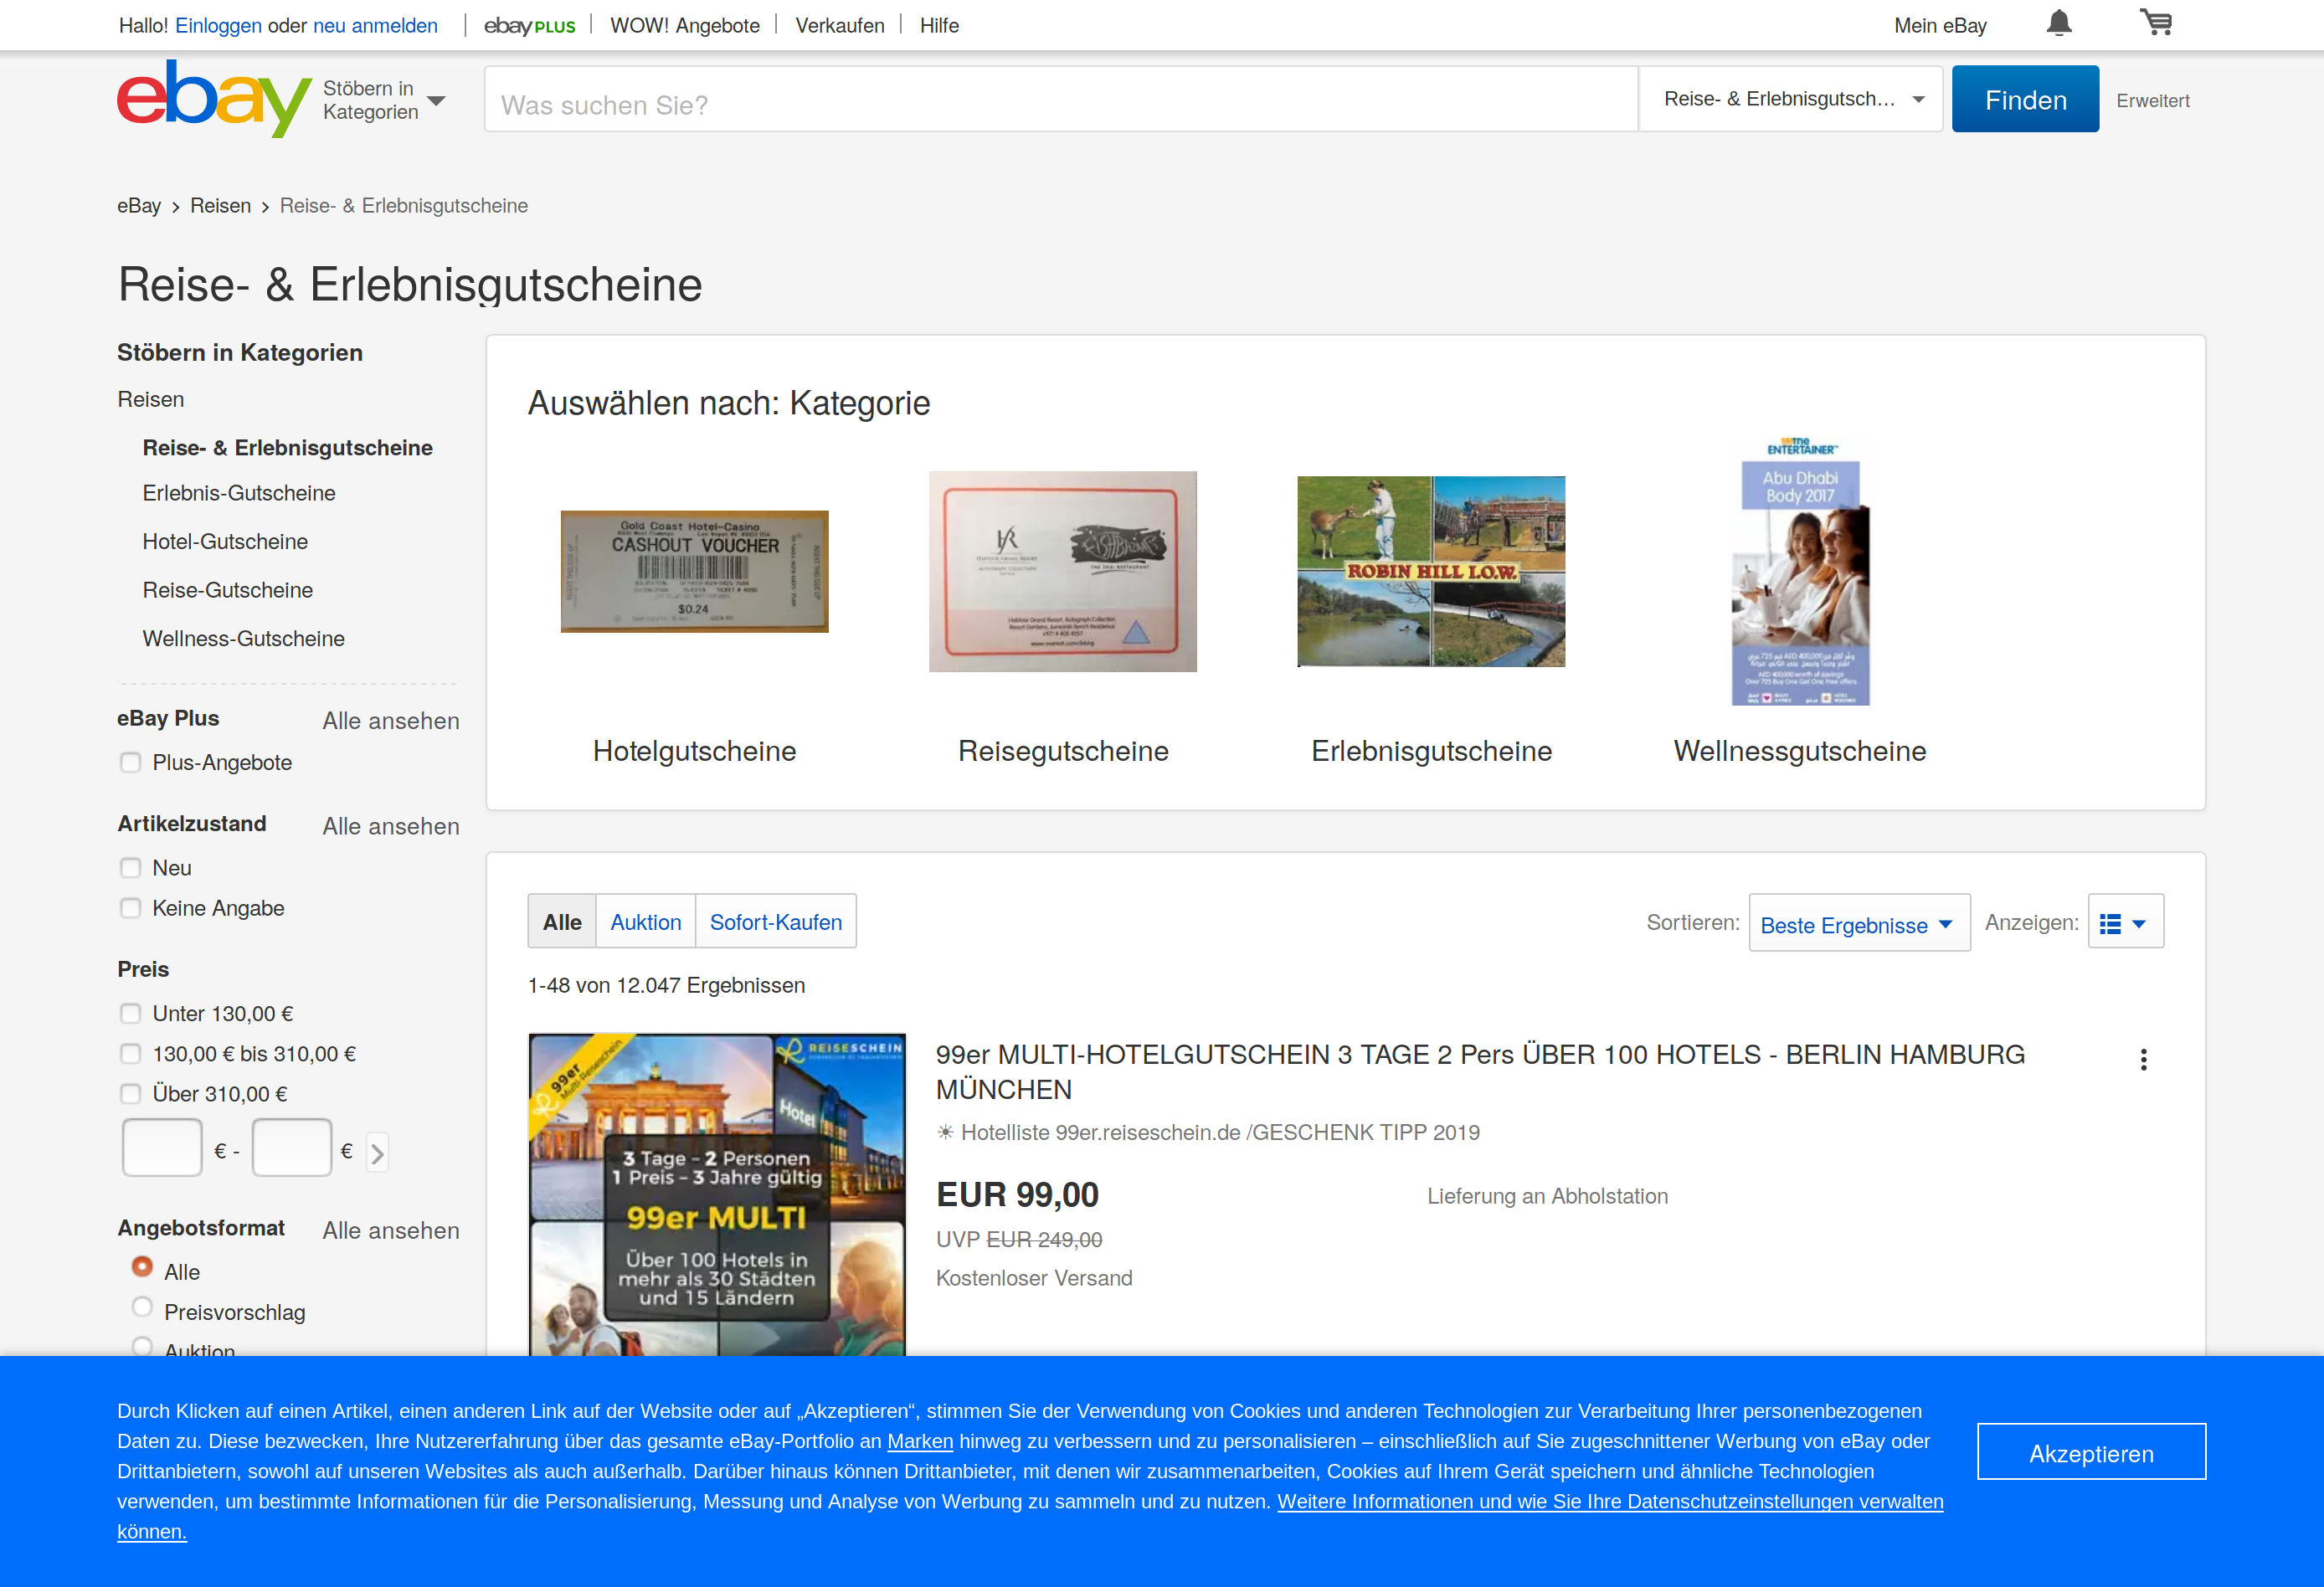 Hallo! Einloggen oder neu anmelden
ebay PLUS
WOW! Angebote
Verkaufen
Hilfe
Mein eBay
ebay
Stöbern in
Kategorien
Was suchen Sie?
Reise- & Erlebnisgutsch...
Finden
Erweitert
eBay > Reisen > Reise- & Erlebnisgutscheine
Reise- & Erlebnisgutscheine
Stöbern in Kategorien
Reisen
Reise- & Erlebnisgutscheine
Erlebnis-Gutscheine
Hotel-Gutscheine
Reise-Gutscheine
Wellness-Gutscheine
eBay Plus
Alle ansehen
Plus-Angebote
Artikelzustand
Alle ansehen
Neu
Keine Angabe
Preis
Unter 130,00 €
130,00 € bis 310,00 €
Über 310,00 €
€ - €
Angebotsformat
Alle ansehen
Alle
Preisvorschlag
Auktion
Auswählen nach: Kategorie
Gold Coast Hotel-Casino
CASHOUT VOUCHER
$0.24
ROBIN HILL I.O.W.
the
ENTERTAINER
Abu Dhabi
Body 2017
Hotelgutscheine
Reisegutscheine
Erlebnisgutscheine
Wellnessgutscheine
Alle
Auktion
Sofort-Kaufen
Sortieren:
Beste Ergebnisse
Anzeigen:
1-48 von 12.047 Ergebnissen
99er
Multi-Reiseschein
REISESCHEIN
Hotel
3 Tage – 2 Personen
1 Preis – 3 Jahre gültig
99er MULTI
Über 100 Hotels in
mehr als 30 Städten
und 15 Ländern
99er MULTI-HOTELGUTSCHEIN 3 TAGE 2 Pers ÜBER 100 HOTELS - BERLIN HAMBURG
MÜNCHEN
☀ Hotelliste 99er.reiseschein.de /GESCHENK TIPP 2019
EUR 99,00
Lieferung an Abholstation
UVP EUR 249,00
Kostenloser Versand
Durch Klicken auf einen Artikel, einen anderen Link auf der Website oder auf „Akzeptieren“, stimmen Sie der Verwendung von Cookies und anderen Technologien zur Verarbeitung Ihrer personenbezogenen
Daten zu. Diese bezwecken, Ihre Nutzererfahrung über das gesamte eBay-Portfolio an Marken hinweg zu verbessern und zu personalisieren – einschließlich auf Sie zugeschnittener Werbung von eBay oder
Drittanbietern, sowohl auf unseren Websites als auch außerhalb. Darüber hinaus können Drittanbieter, mit denen wir zusammenarbeiten, Cookies auf Ihrem Gerät speichern und ähnliche Technologien
verwenden, um bestimmte Informationen für die Personalisierung, Messung und Analyse von Werbung zu sammeln und zu nutzen. Weitere Informationen und wie Sie Ihre Datenschutzeinstellungen verwalten
können.
Akzeptieren